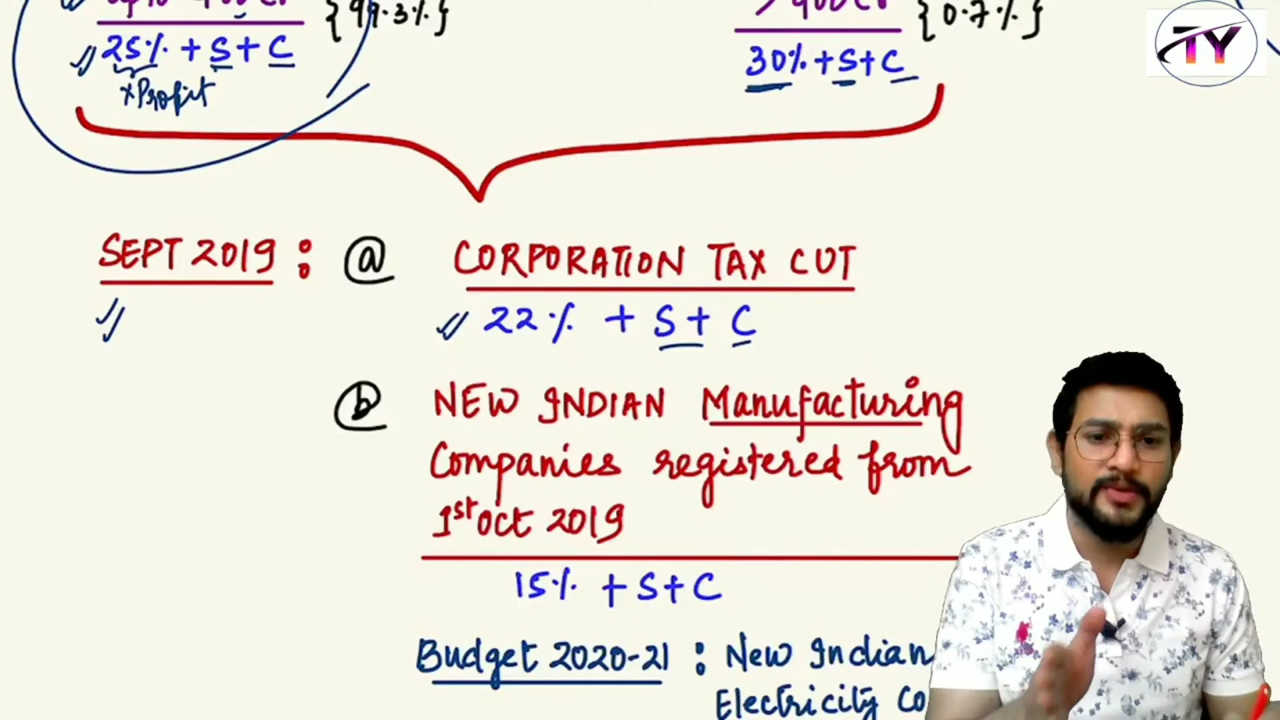 {99.3%}
{0.7%}
TY
25% + S + C
30% + S + C
x Profit
SEPT 2019 : @ CORPORATION TAX CUT
22% + S + C
(b) NEW INDIAN Manufacturing
Companies registered from
1st Oct 2019
15% + S + C
Budget 2020-21 : New Indian
Electricity Co